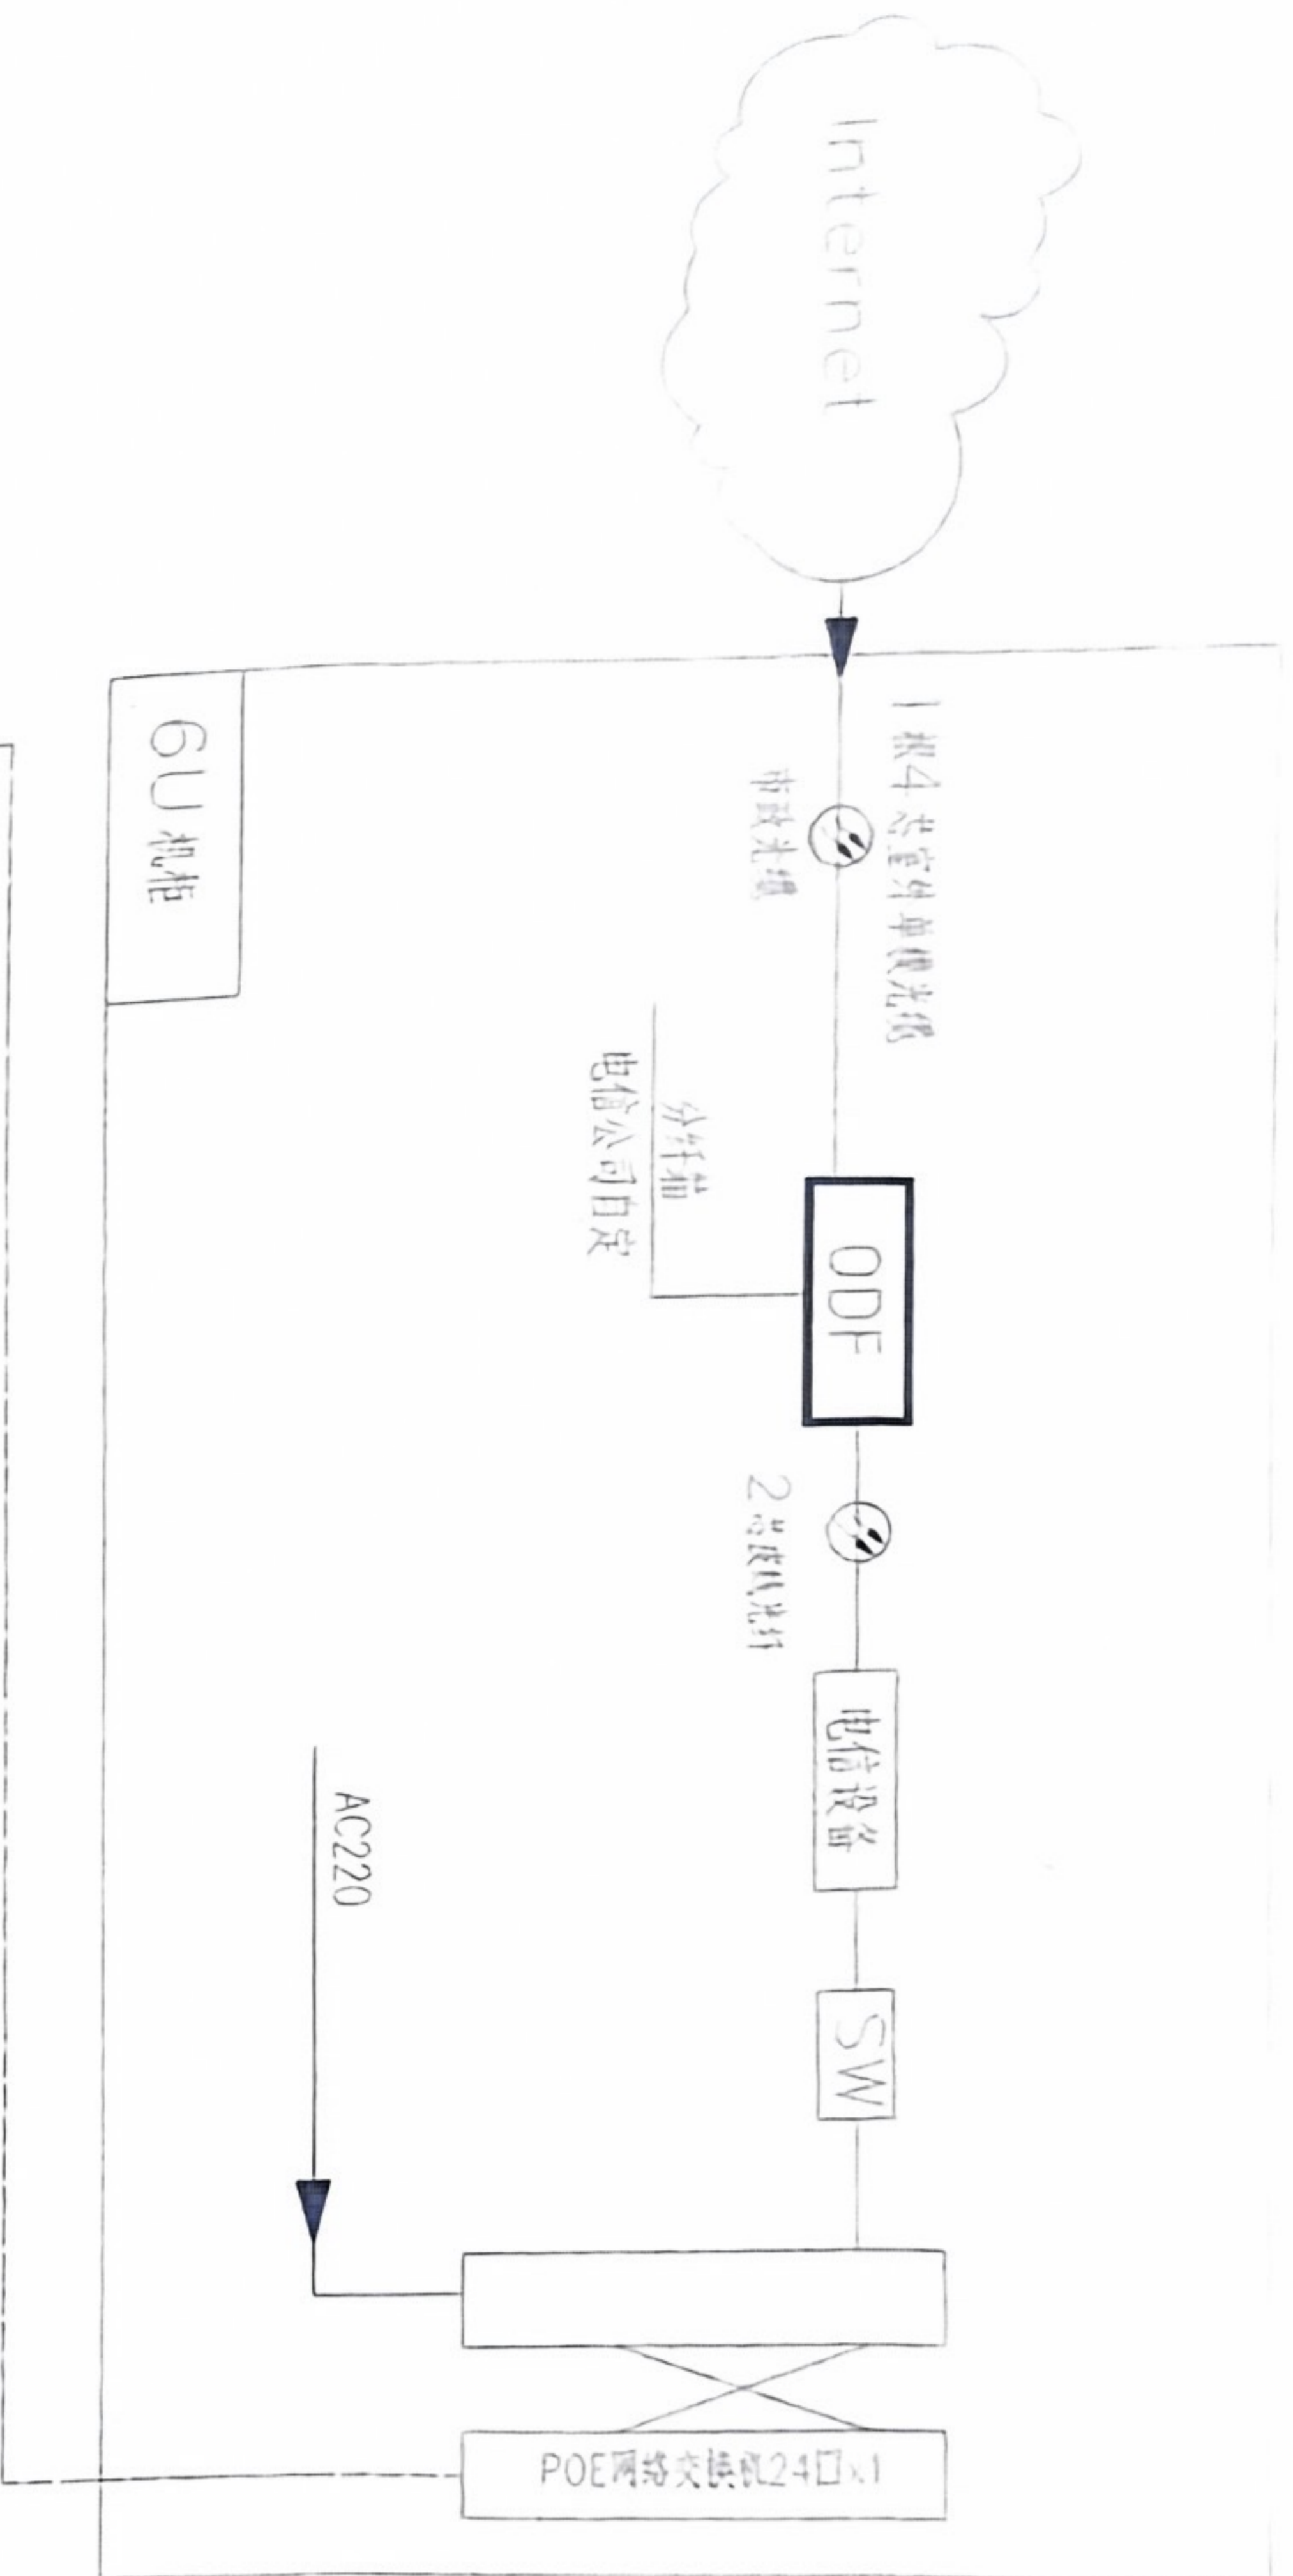 Internet
1根4芯室外单模光缆
市政光缆
6U机柜
分纤箱
电信公司自定
ODF
2芯皮线光纤
电信设备
SW
AC220
POE网络交换机24口x1